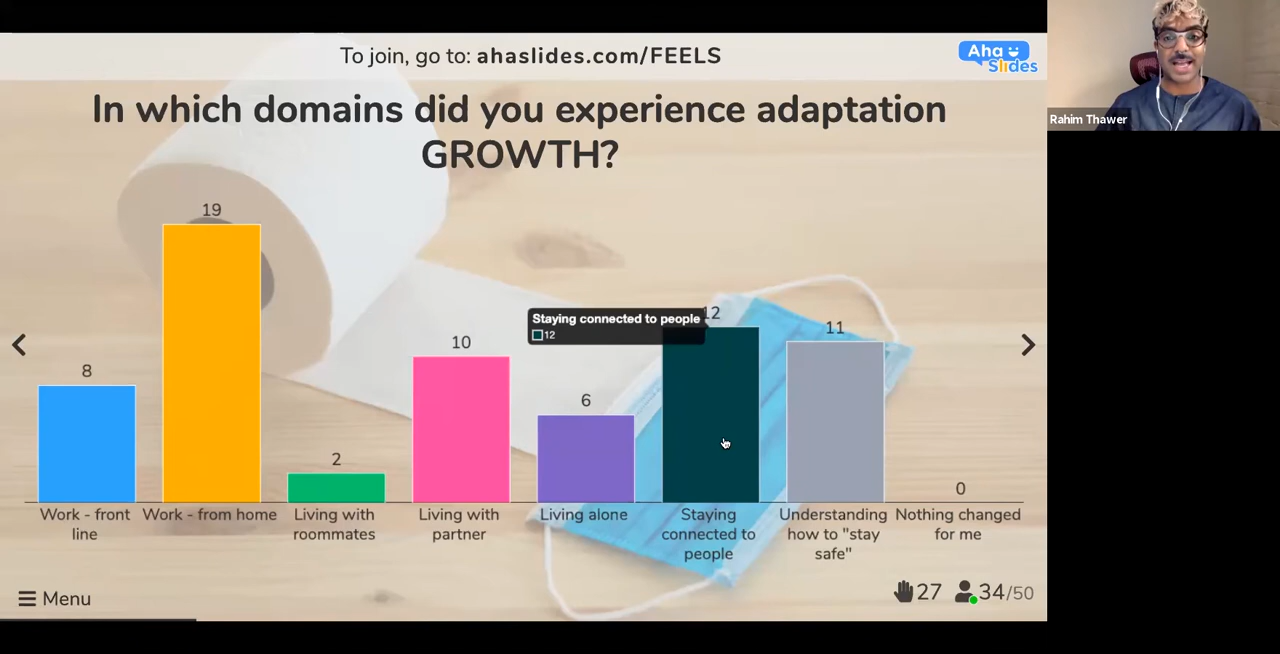 To join, go to: ahaslides.com/FEELS
Aha
Slides
Rahim Thawer
In which domains did you experience adaptation
GROWTH?
19
12
Staying connected to people
12
11
10
8
6
2
0
Work - front
line
Work - from home
Living with
roommates
Living with
partner
Living alone
Staying
connected to
people
Understanding
how to "stay
safe"
Nothing changed
for me
Menu
27
34/50